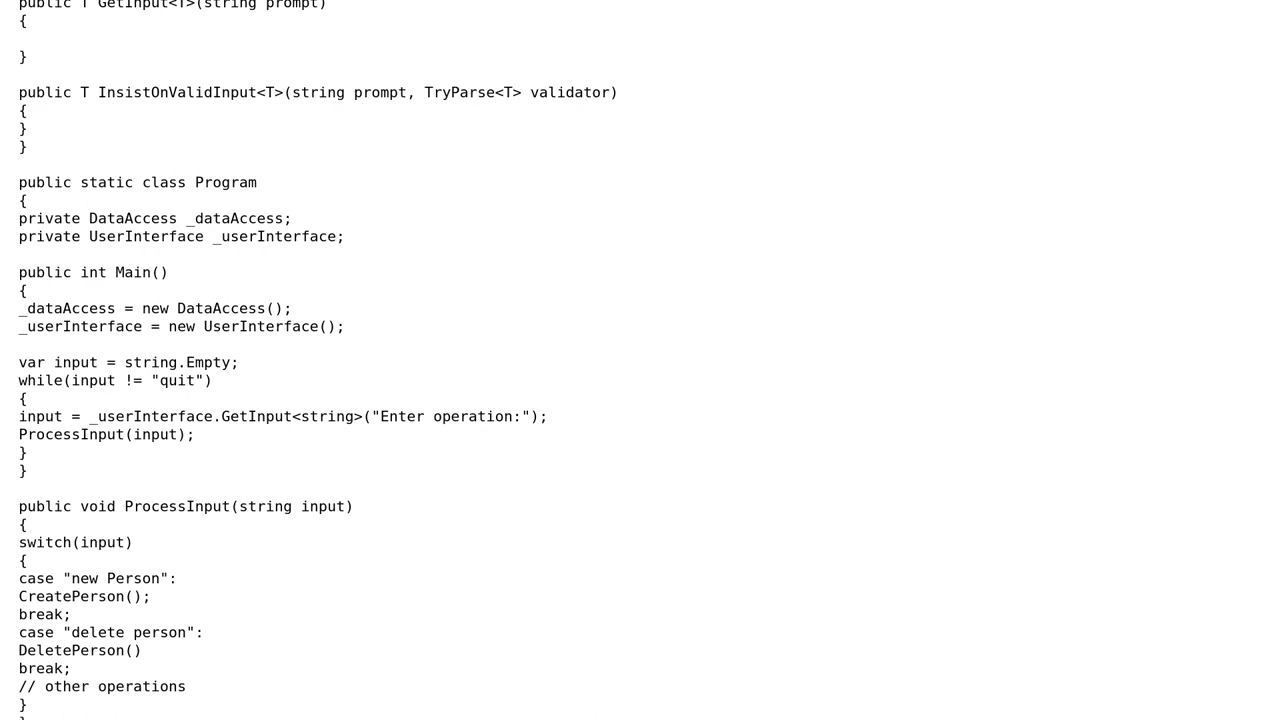 public T GetInput<T>(string prompt)
{
}
public T InsistOnValidInput<T>(string prompt, TryParse<T> validator)
{
}
}
public static class Program
{
private DataAccess _dataAccess;
private UserInterface _userInterface;
public int Main()
{
_dataAccess = new DataAccess();
_userInterface = new UserInterface();
var input = string.Empty;
while(input != "quit")
{
input = _userInterface.GetInput<string>("Enter operation:");
ProcessInput(input);
}
}
public void ProcessInput(string input)
{
switch(input)
{
case "new Person":
CreatePerson();
break;
case "delete person":
DeletePerson()
break;
// other operations
}
}